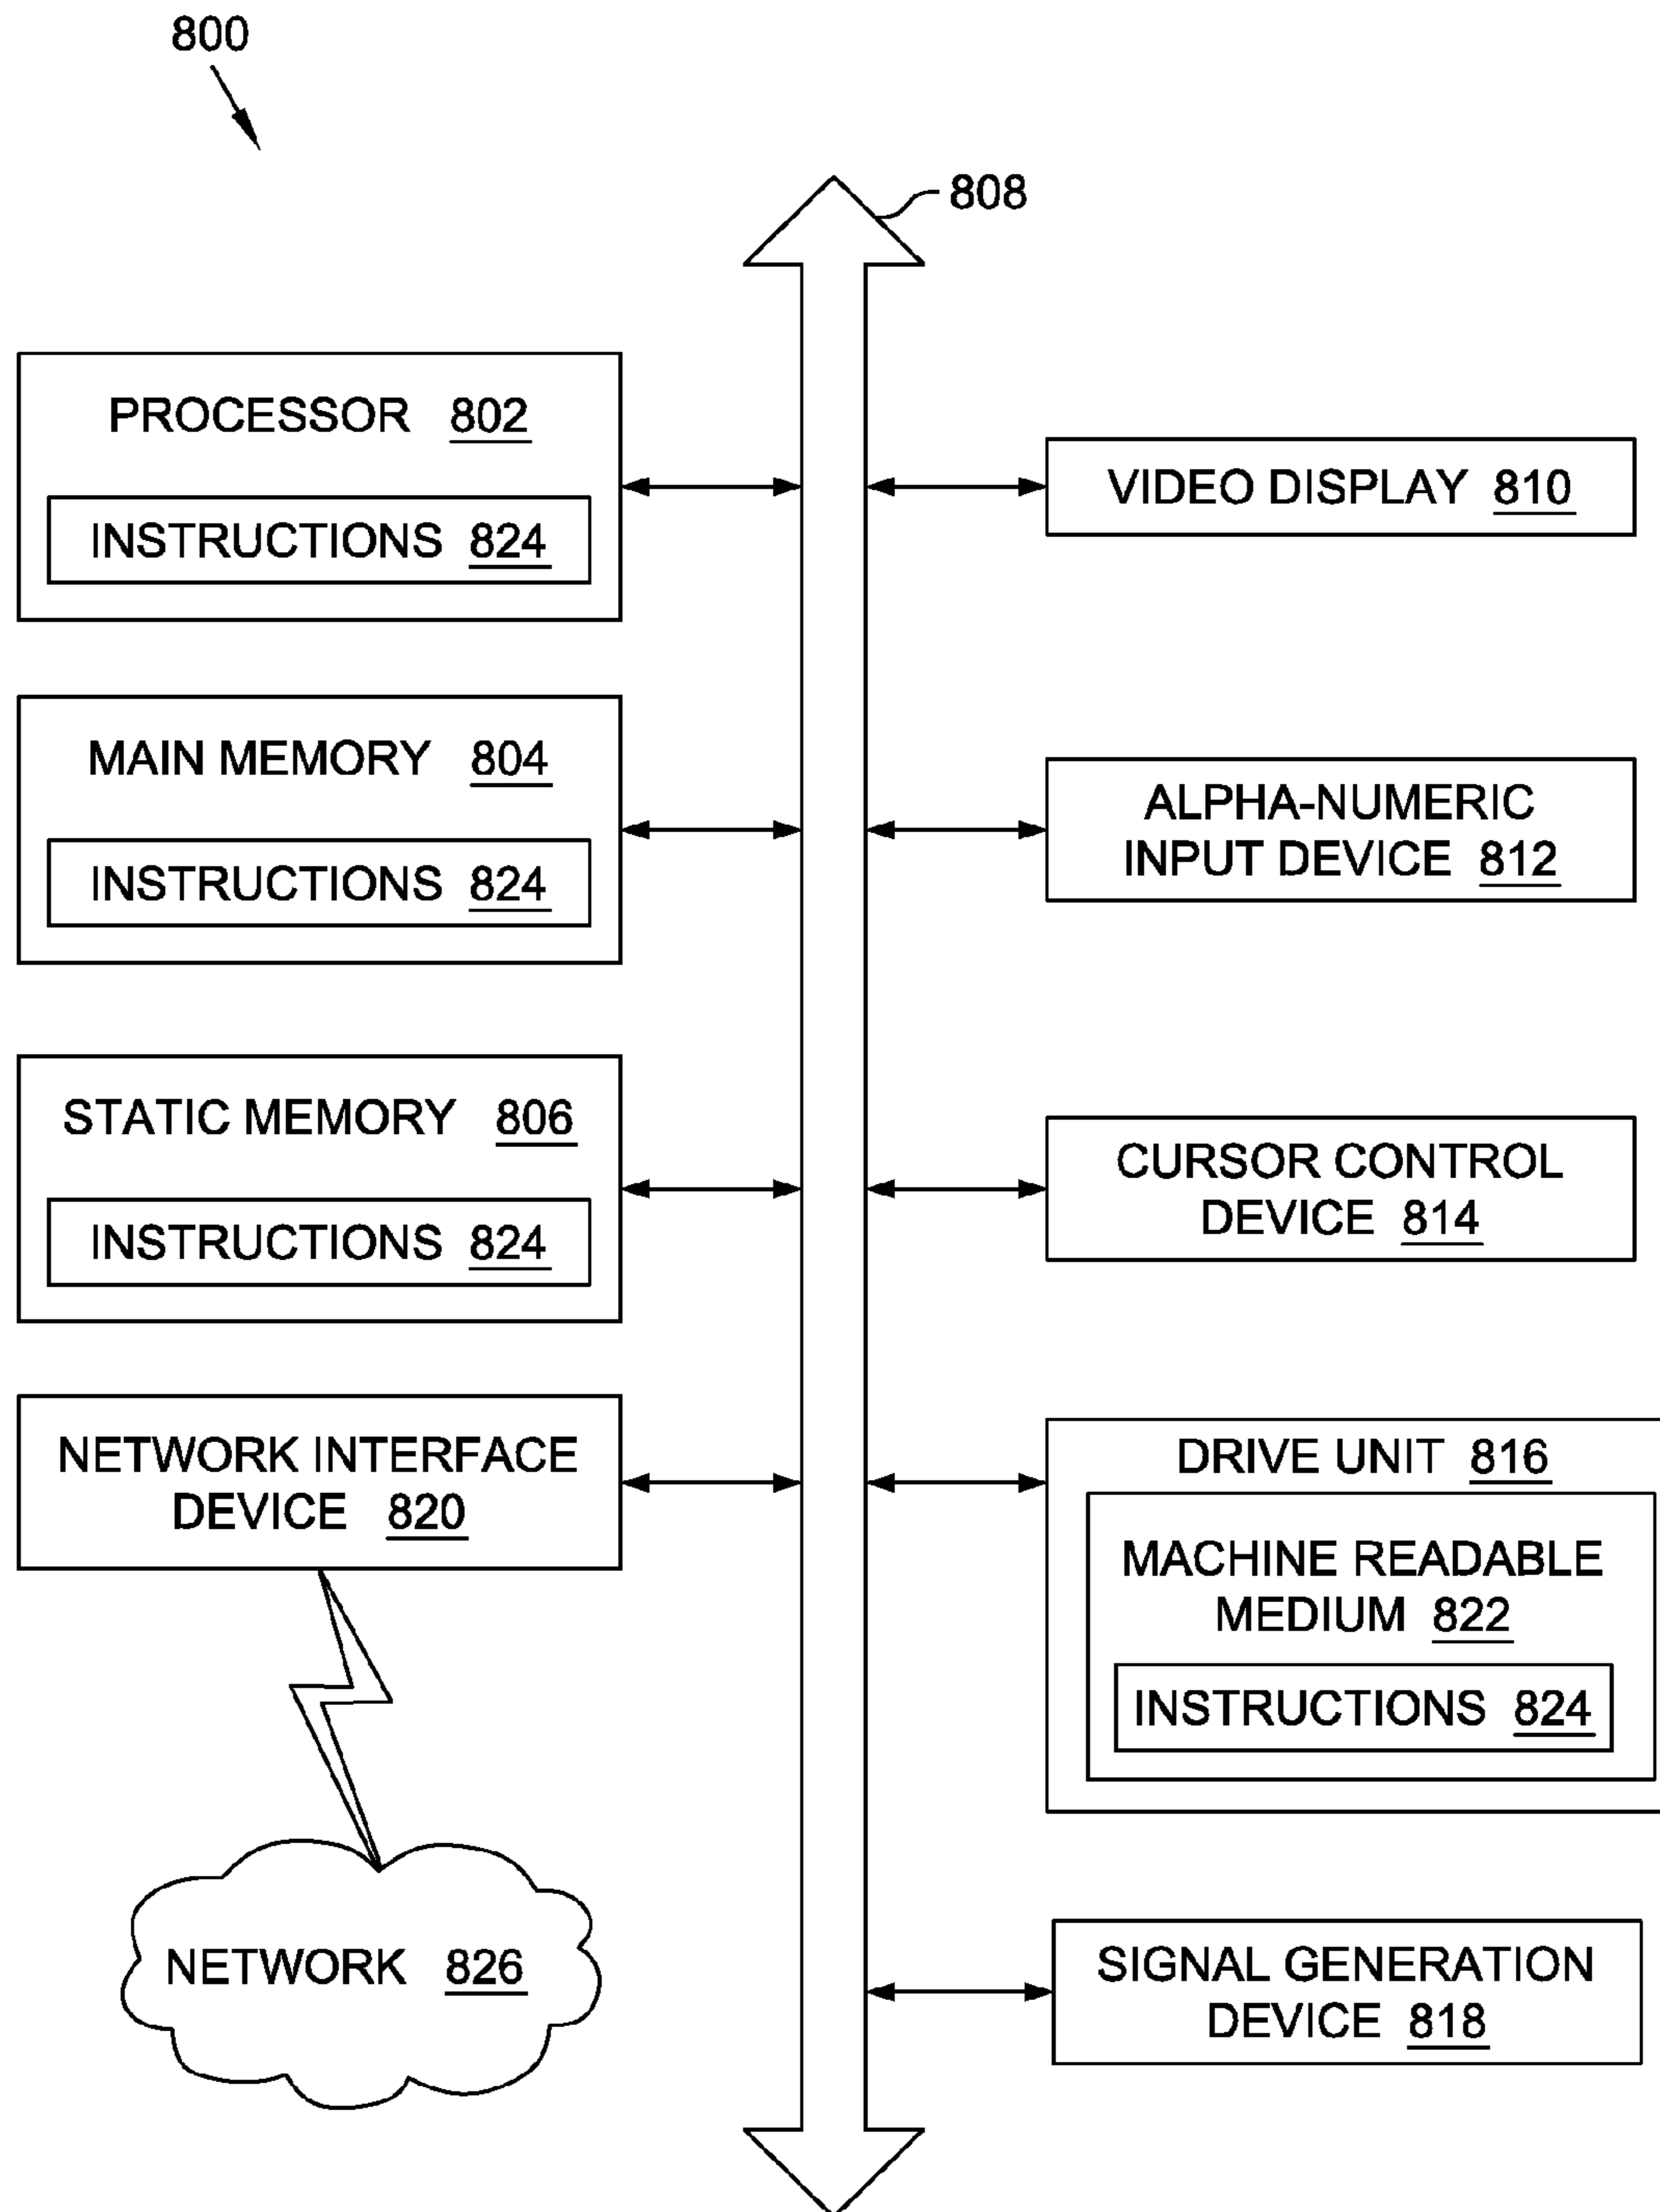 800
808
PROCESSOR 802
INSTRUCTIONS 824
MAIN MEMORY 804
INSTRUCTIONS 824
STATIC MEMORY 806
INSTRUCTIONS 824
NETWORK INTERFACE
DEVICE 820
NETWORK 826
VIDEO DISPLAY 810
ALPHA-NUMERIC
INPUT DEVICE 812
CURSOR CONTROL
DEVICE 814
DRIVE UNIT 816
MACHINE READABLE
MEDIUM 822
INSTRUCTIONS 824
SIGNAL GENERATION
DEVICE 818